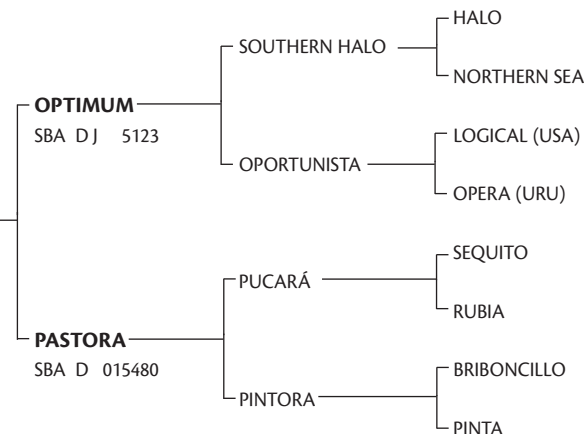 HALO
SOUTHERN HALO
NORTHERN SEA
OPTIMUM
SBA DJ 5123
LOGICAL (USA)
OPORTUNISTA
OPERA (URU)
SEQUITO
PUCARÁ
RUBIA
PASTORA
SBA D 015480
BRIBONCILLO
PINTORA
PINTA